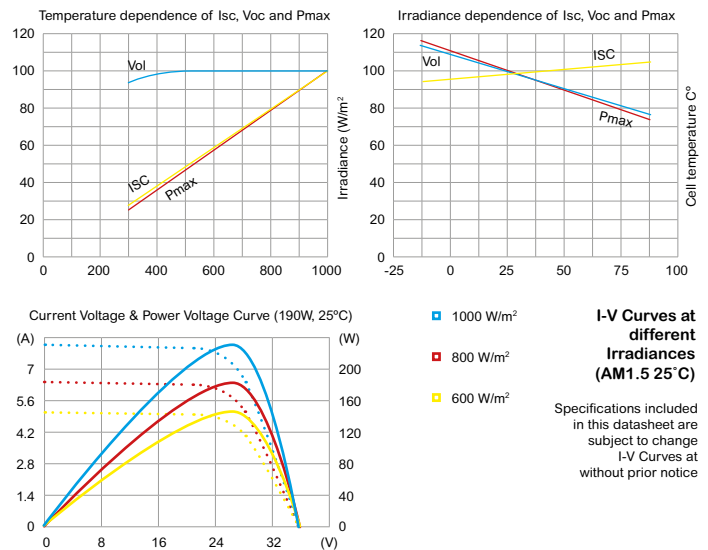 Temperature dependence of Isc, Voc and Pmax
120
100
80
60
40
20
0
0 200 400 600 800 1000
Vol
ISC
Pmax
Irradiance (W/m²
Irradiance dependence of Isc, Voc and Pmax
120
100
80
60
40
20
0
-25 0 25 50 75 100
Vol
ISC
Pmax
Cell temperature C°
Current Voltage & Power Voltage Curve (190W, 25ºC)
(A) (W)
7 200
5.6 160
4.2 120
2.8 80
1.4 40
0 0
0 8 16 24 32 (V)
1000 W/m²
800 W/m²
600 W/m²
I-V Curves at
different
Irradiances
(AM1.5 25˚C)
Specifications included
in this datasheet are
subject to change
I-V Curves at
without prior notice